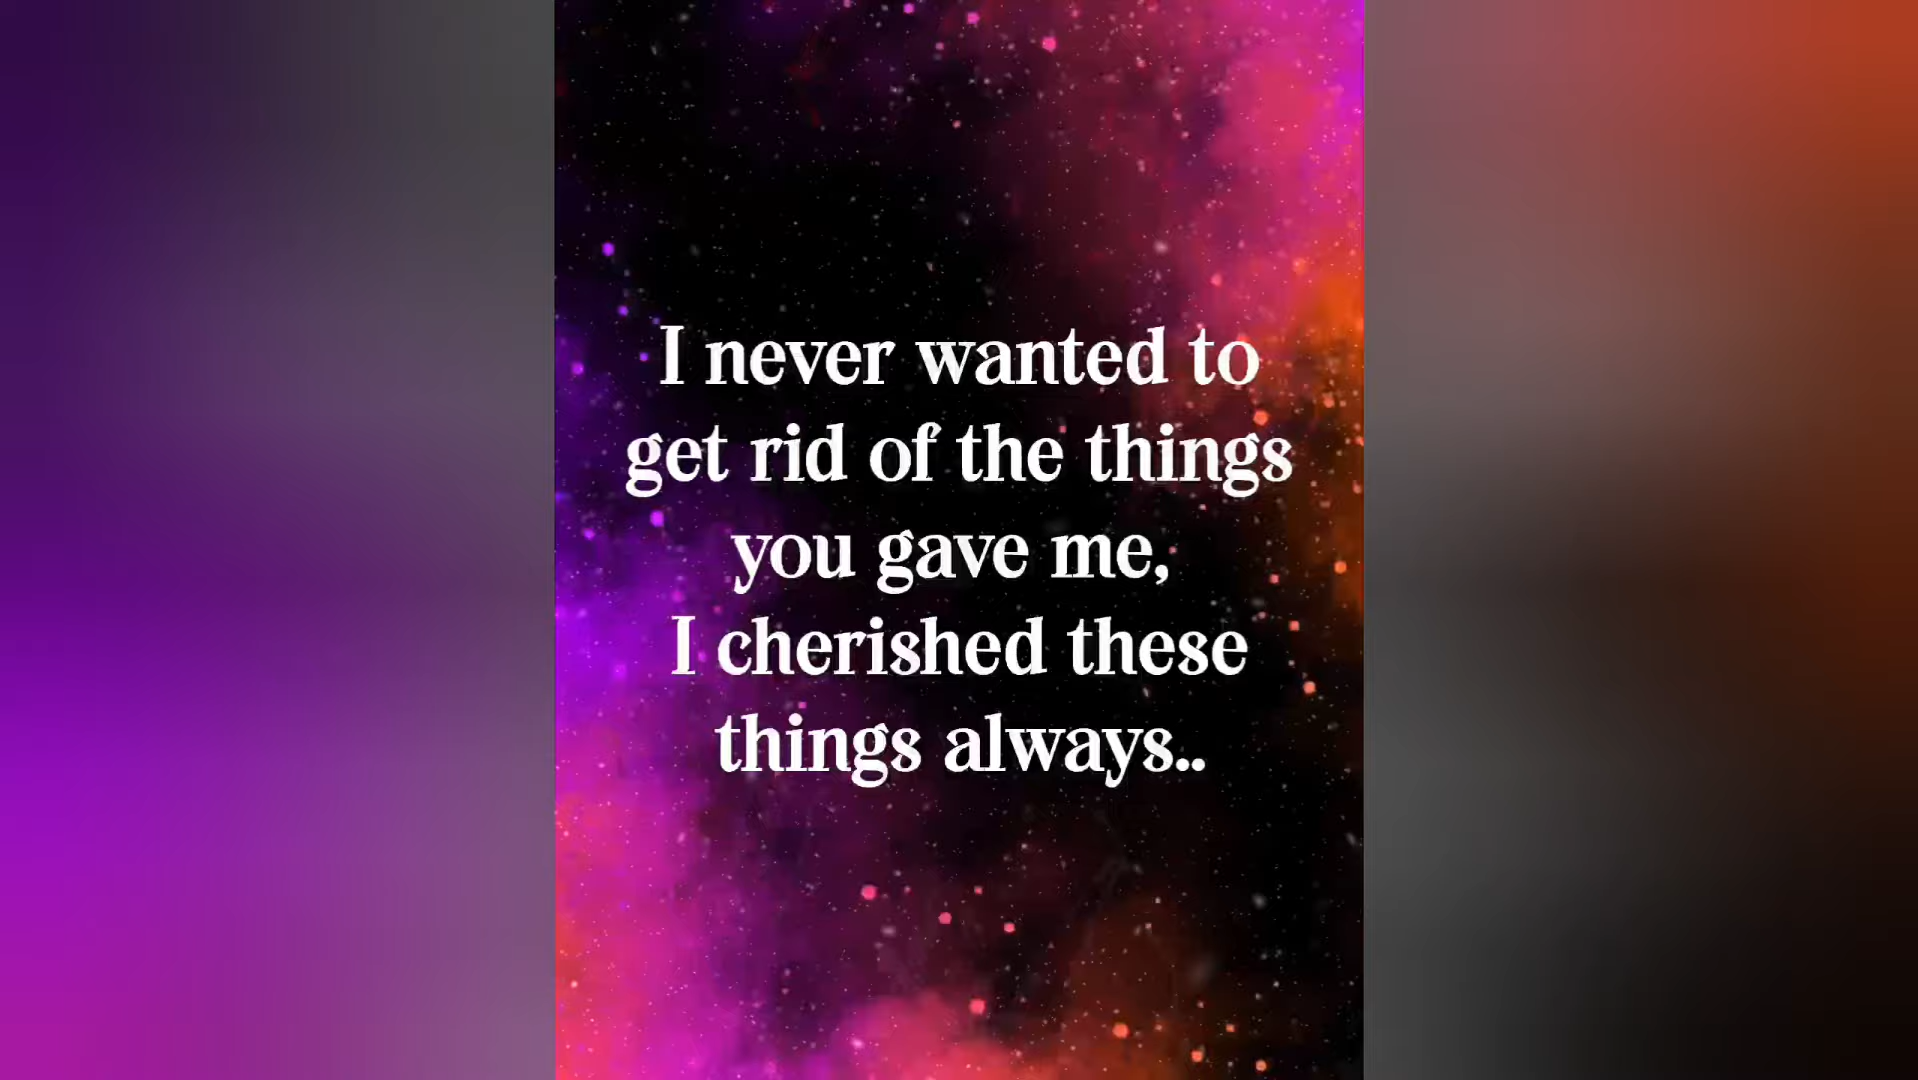 I never wanted to
get rid of the things
you gave me,
I cherished these
things always..